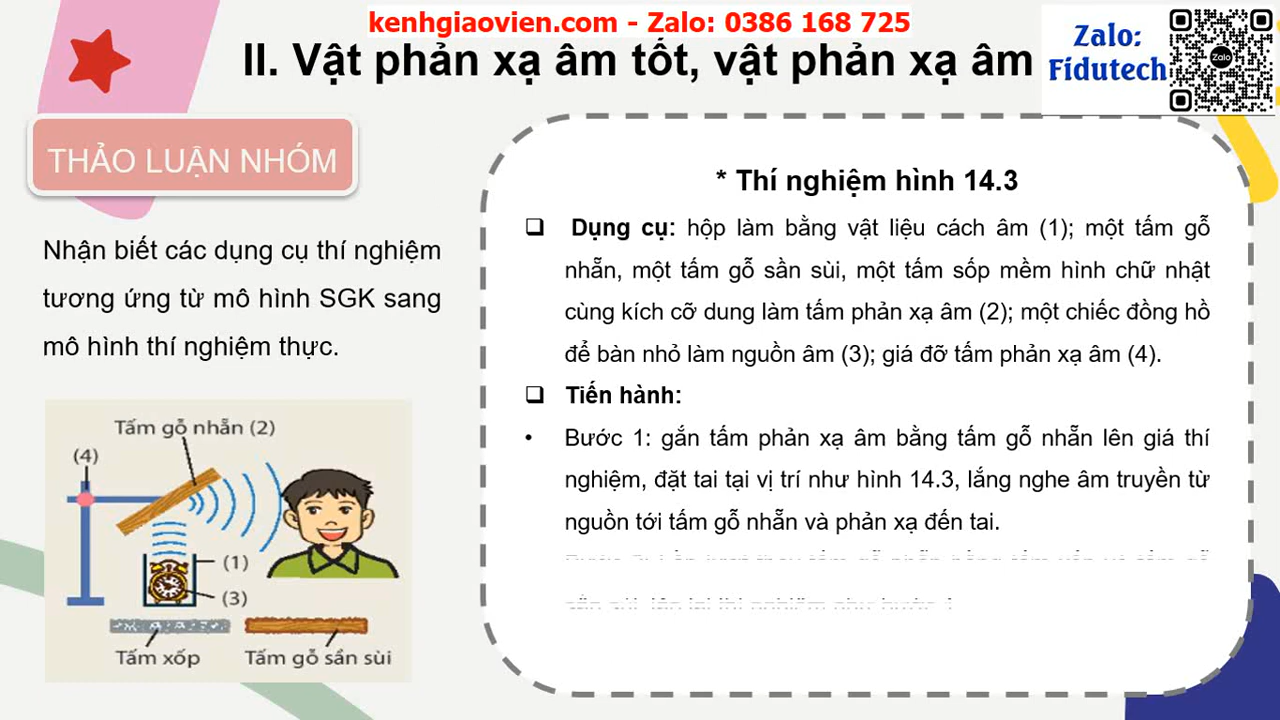 kenhgiaovien.com - Zalo: 0386 168 725
II. Vật phản xạ âm tốt, vật phản xạ âm
Zalo:
Fidutech
Zalo
THẢO LUẬN NHÓM
Nhận biết các dụng cụ thí nghiệm
tương ứng từ mô hình SGK sang
mô hình thí nghiệm thực.
Tấm gỗ nhẵn (2)
(4)
(1)
(3)
Tấm xốp
Tấm gỗ sần sùi
* Thí nghiệm hình 14.3
Dụng cụ: hộp làm bằng vật liệu cách âm (1); một tấm gỗ
nhẵn, một tấm gỗ sần sùi, một tấm sốp mềm hình chữ nhật
cùng kích cỡ dung làm tấm phản xạ âm (2); một chiếc đồng hồ
để bàn nhỏ làm nguồn âm (3); giá đỡ tấm phản xạ âm (4).
Tiến hành:
• Bước 1: gắn tấm phản xạ âm bằng tấm gỗ nhẵn lên giá thí
nghiệm, đặt tai tại vị trí như hình 14.3, lắng nghe âm truyền từ
nguồn tới tấm gỗ nhẵn và phản xạ đến tai.